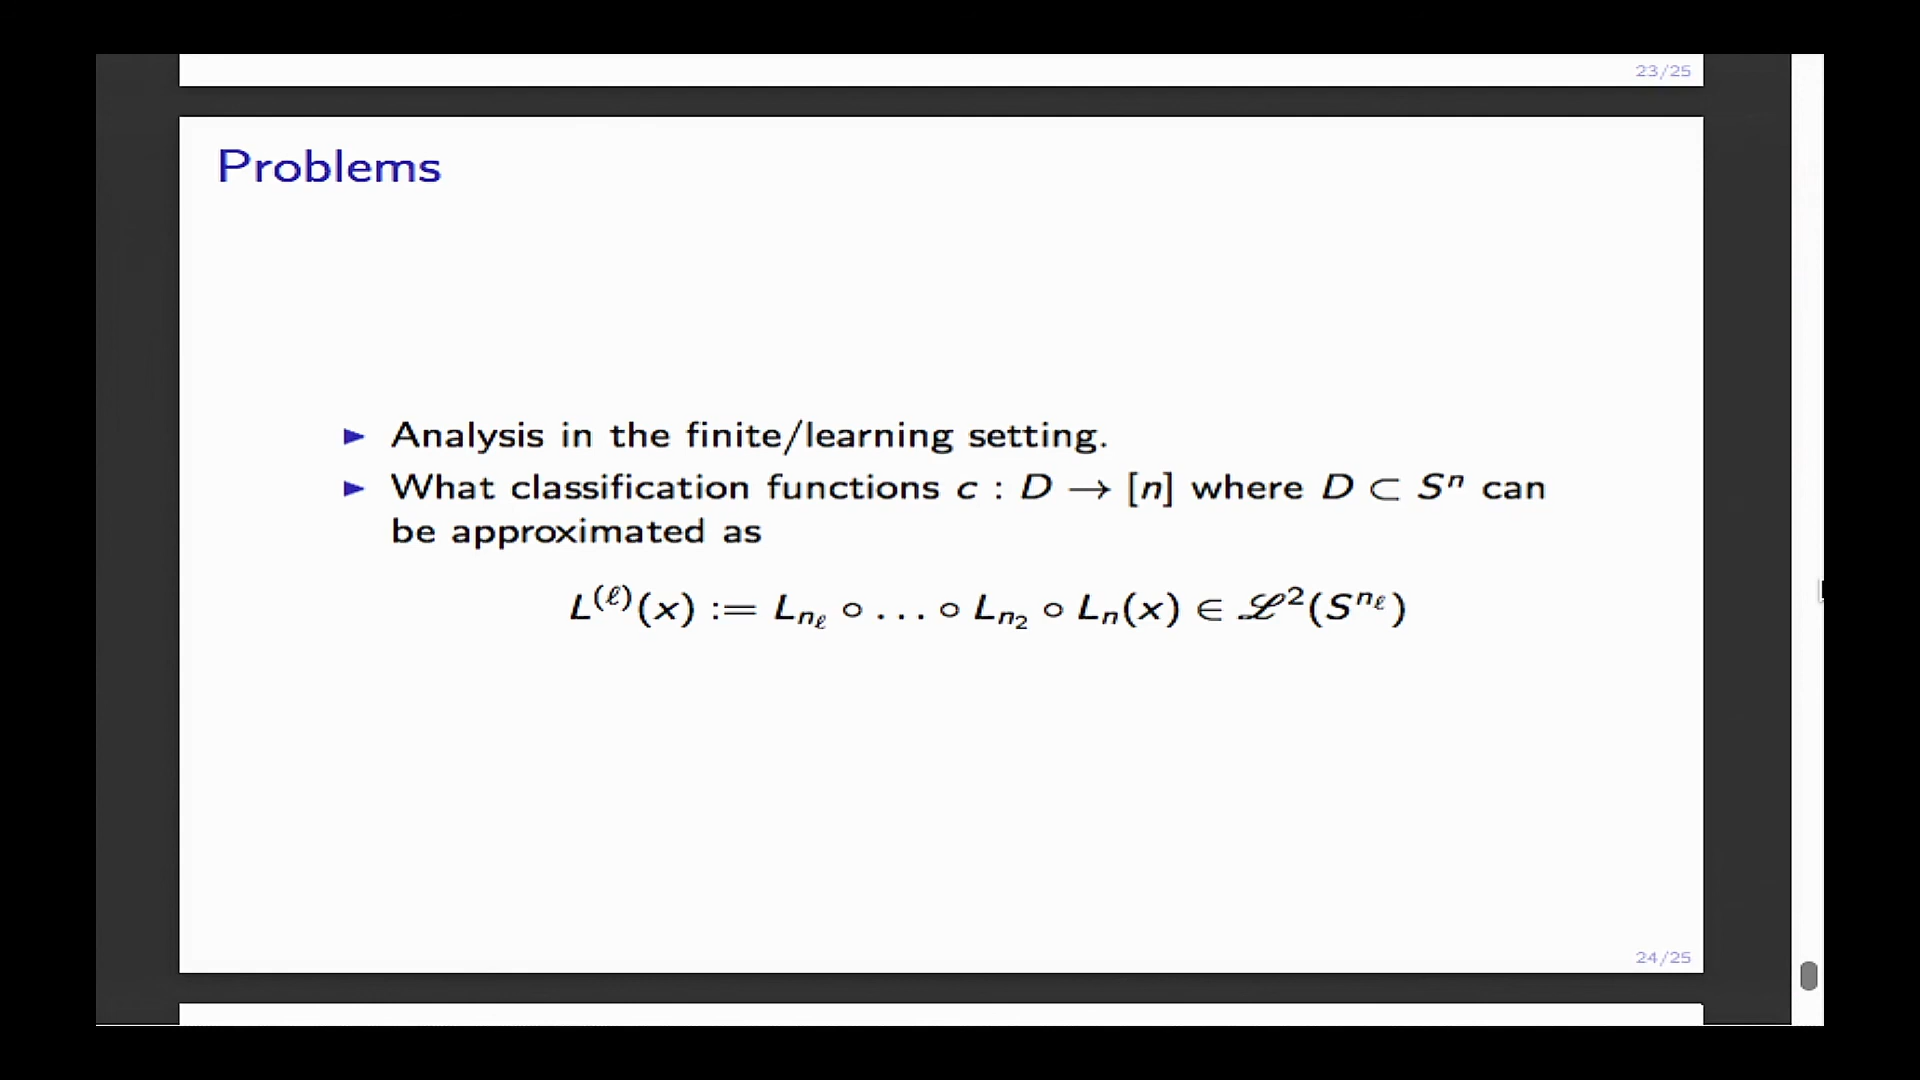 23/25
Problems
► Analysis in the finite/learning setting.
► What classification functions c : D → [n] where D ⊂ Sⁿ can
be approximated as
L^{(ℓ)}(x) := L_{n_ℓ} ∘ . . . ∘ L_{n_2} ∘ L_n(x) ∈ ℒ²(S^{n_ℓ})
24/25